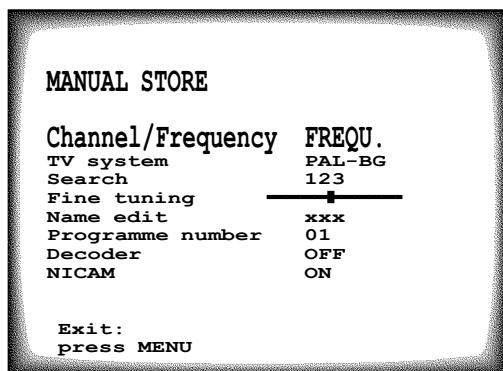 MANUAL STORE
Channel/Frequency FREQU.
TV system PAL-BG
Search 123
Fine tuning
Name edit xxx
Programme number 01
Decoder OFF
NICAM ON
Exit:
press MENU